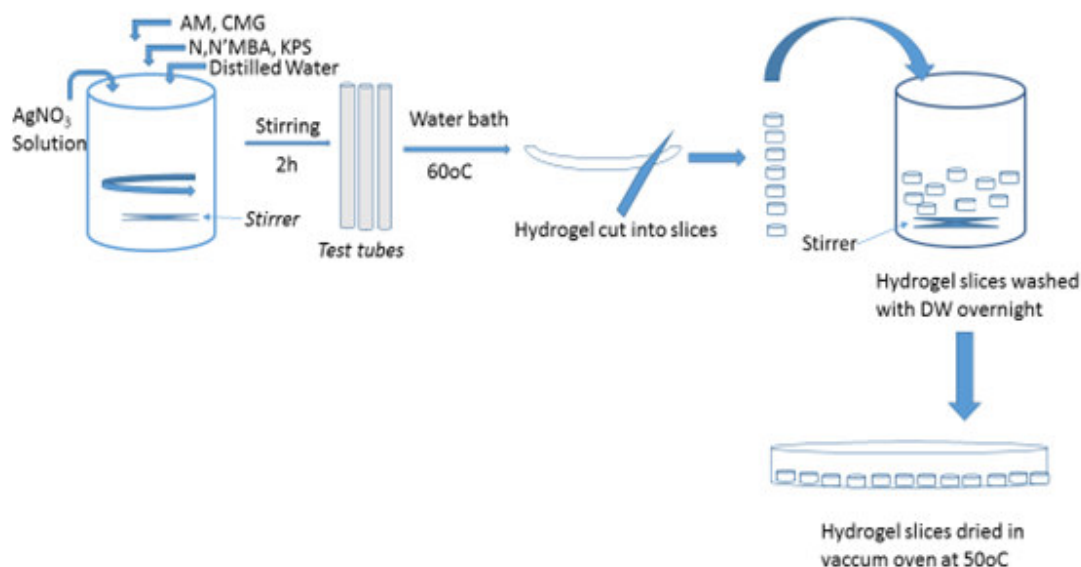 AM, CMG
N,N'MBA, KPS
Distilled Water
AgNO₃
Solution
Stirrer
Stirring
2h
Test tubes
Water bath
60oC
Hydrogel cut into slices
Stirrer
Hydrogel slices washed
with DW overnight
Hydrogel slices dried in
vaccum oven at 50oC